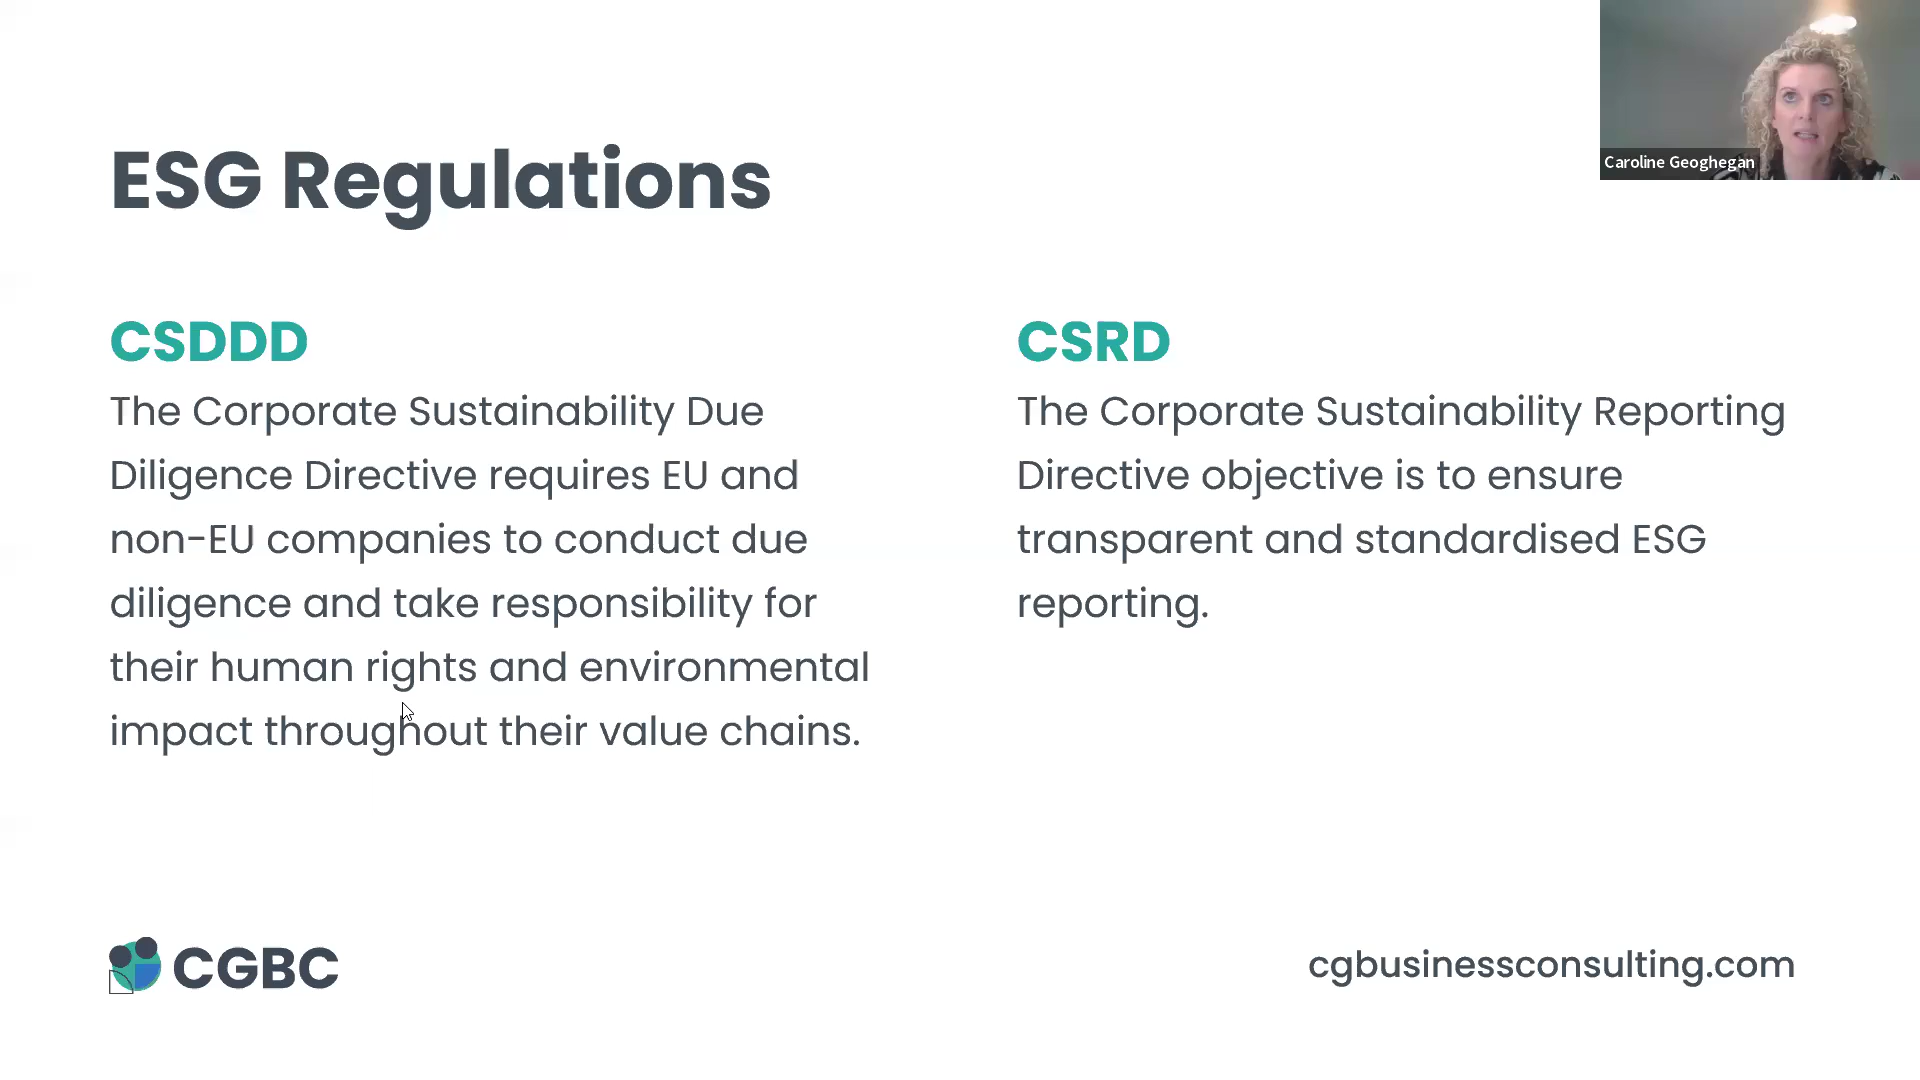 Caroline Geoghegan
ESG Regulations
CSDDD
The Corporate Sustainability Due
Diligence Directive requires EU and
non-EU companies to conduct due
diligence and take responsibility for
their human rights and environmental
impact throughout their value chains.
CSRD
The Corporate Sustainability Reporting
Directive objective is to ensure
transparent and standardised ESG
reporting.
CGBC
cgbusinessconsulting.com